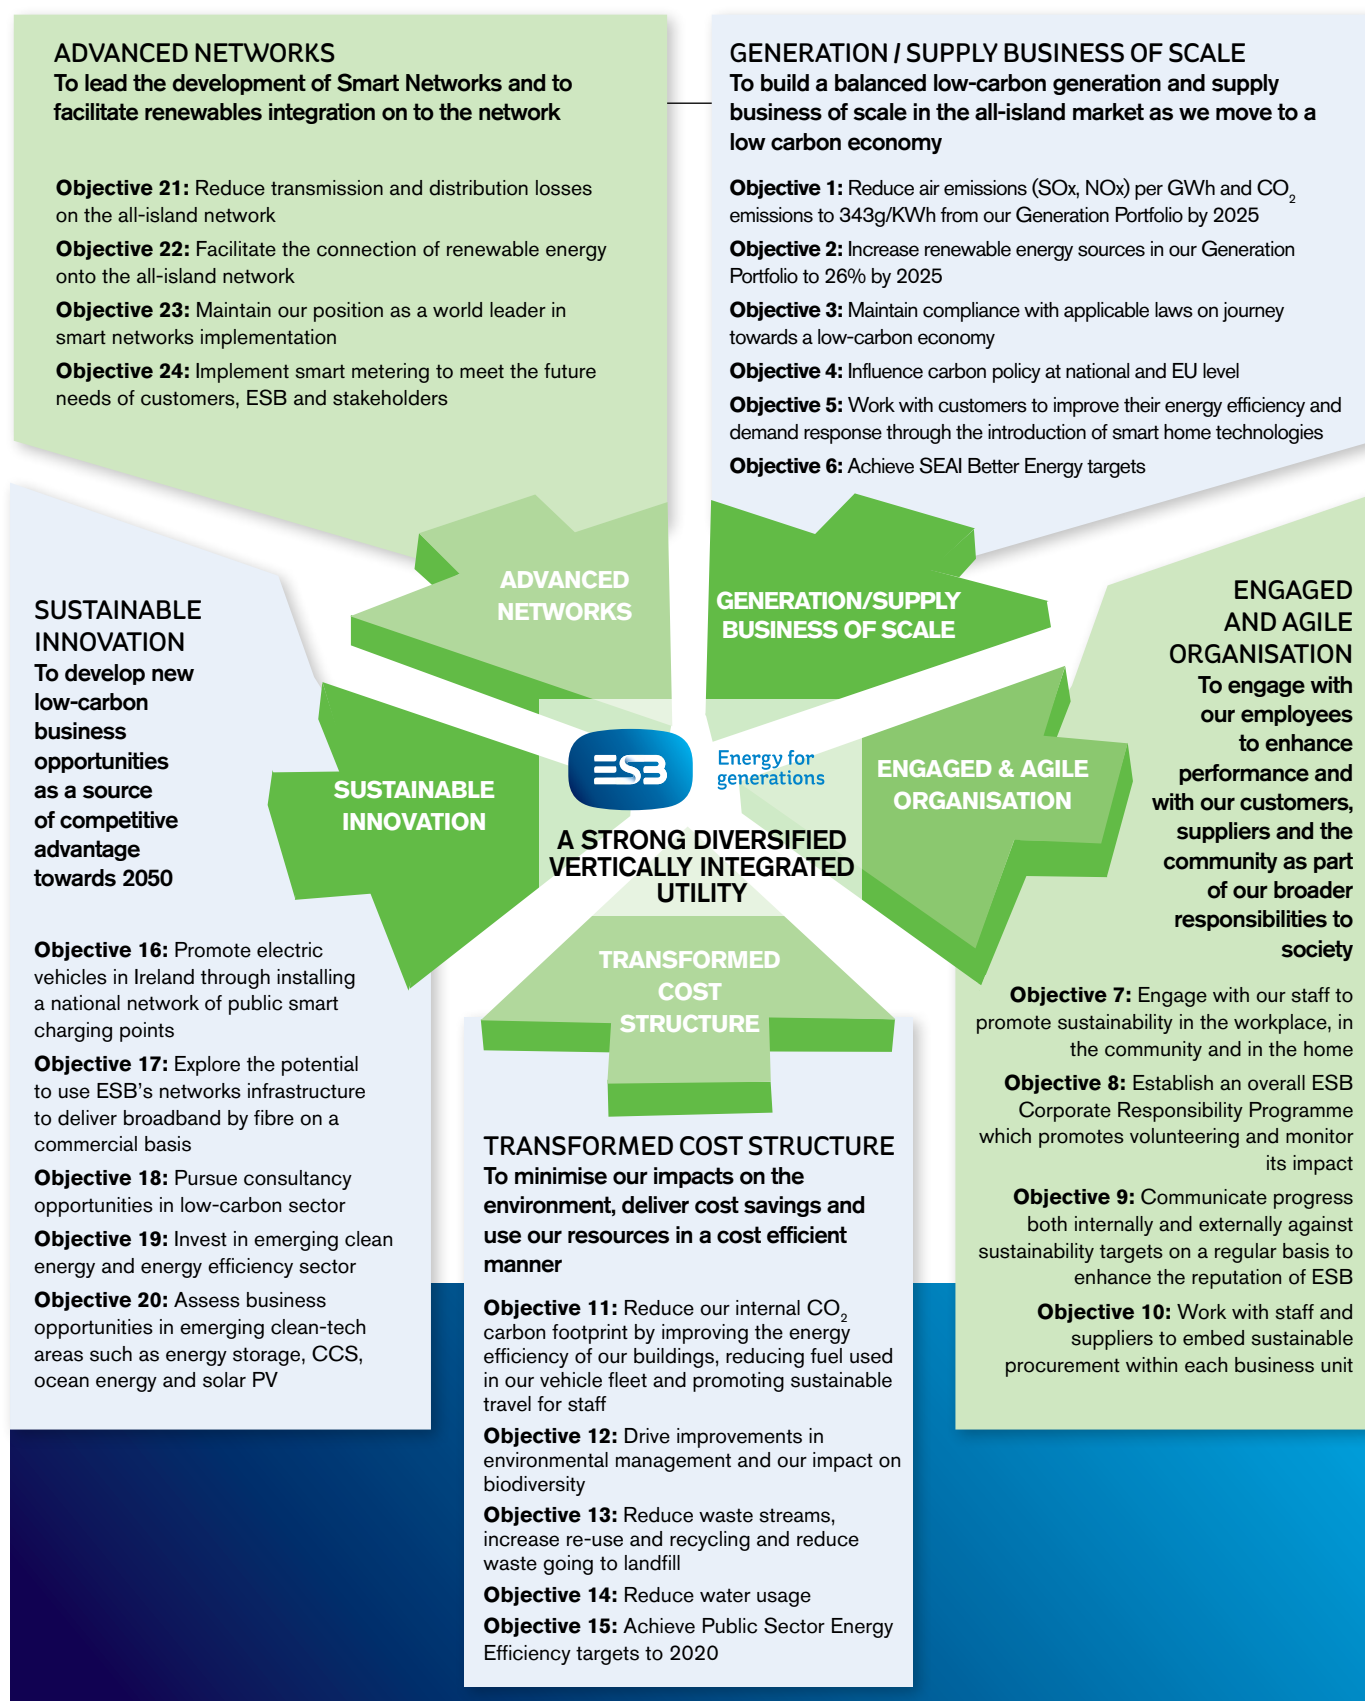 ADVANCED NETWORKS
To lead the development of Smart Networks and to
facilitate renewables integration on to the network
Objective 21: Reduce transmission and distribution losses
on the all-island network
Objective 22: Facilitate the connection of renewable energy
onto the all-island network
Objective 23: Maintain our position as a world leader in
smart networks implementation
Objective 24: Implement smart metering to meet the future
needs of customers, ESB and stakeholders
GENERATION / SUPPLY BUSINESS OF SCALE
To build a balanced low-carbon generation and supply
business of scale in the all-island market as we move to a
low carbon economy
Objective 1: Reduce air emissions (SOx, NOx) per GWh and CO₂
emissions to 343g/KWh from our Generation Portfolio by 2025
Objective 2: Increase renewable energy sources in our Generation
Portfolio to 26% by 2025
Objective 3: Maintain compliance with applicable laws on journey
towards a low-carbon economy
Objective 4: Influence carbon policy at national and EU level
Objective 5: Work with customers to improve their energy efficiency and
demand response through the introduction of smart home technologies
Objective 6: Achieve SEAI Better Energy targets
ADVANCED
NETWORKS
GENERATION/SUPPLY
BUSINESS OF SCALE
SUSTAINABLE
INNOVATION
To develop new
low-carbon
business
opportunities
as a source
of competitive
advantage
towards 2050
Objective 16: Promote electric
vehicles in Ireland through installing
a national network of public smart
charging points
Objective 17: Explore the potential
to use ESB's networks infrastructure
to deliver broadband by fibre on a
commercial basis
Objective 18: Pursue consultancy
opportunities in low-carbon sector
Objective 19: Invest in emerging clean
energy and energy efficiency sector
Objective 20: Assess business
opportunities in emerging clean-tech
areas such as energy storage, CCS,
ocean energy and solar PV
SUSTAINABLE
INNOVATION
ESB
Energy for
generations
A STRONG DIVERSIFIED
VERTICALLY INTEGRATED
UTILITY
ENGAGED & AGILE
ORGANISATION
TRANSFORMED
COST
STRUCTURE
TRANSFORMED COST STRUCTURE
To minimise our impacts on the
environment, deliver cost savings and
use our resources in a cost efficient
manner
Objective 11: Reduce our internal CO₂
carbon footprint by improving the energy
efficiency of our buildings, reducing fuel used
in our vehicle fleet and promoting sustainable
travel for staff
Objective 12: Drive improvements in
environmental management and our impact on
biodiversity
Objective 13: Reduce waste streams,
increase re-use and recycling and reduce
waste going to landfill
Objective 14: Reduce water usage
Objective 15: Achieve Public Sector Energy
Efficiency targets to 2020
ENGAGED
AND AGILE
ORGANISATION
To engage with
our employees
to enhance
performance and
with our customers,
suppliers and the
community as part
of our broader
responsibilities to
society
Objective 7: Engage with our staff to
promote sustainability in the workplace, in
the community and in the home
Objective 8: Establish an overall ESB
Corporate Responsibility Programme
which promotes volunteering and monitor
its impact
Objective 9: Communicate progress
both internally and externally against
sustainability targets on a regular basis to
enhance the reputation of ESB
Objective 10: Work with staff and
suppliers to embed sustainable
procurement within each business unit